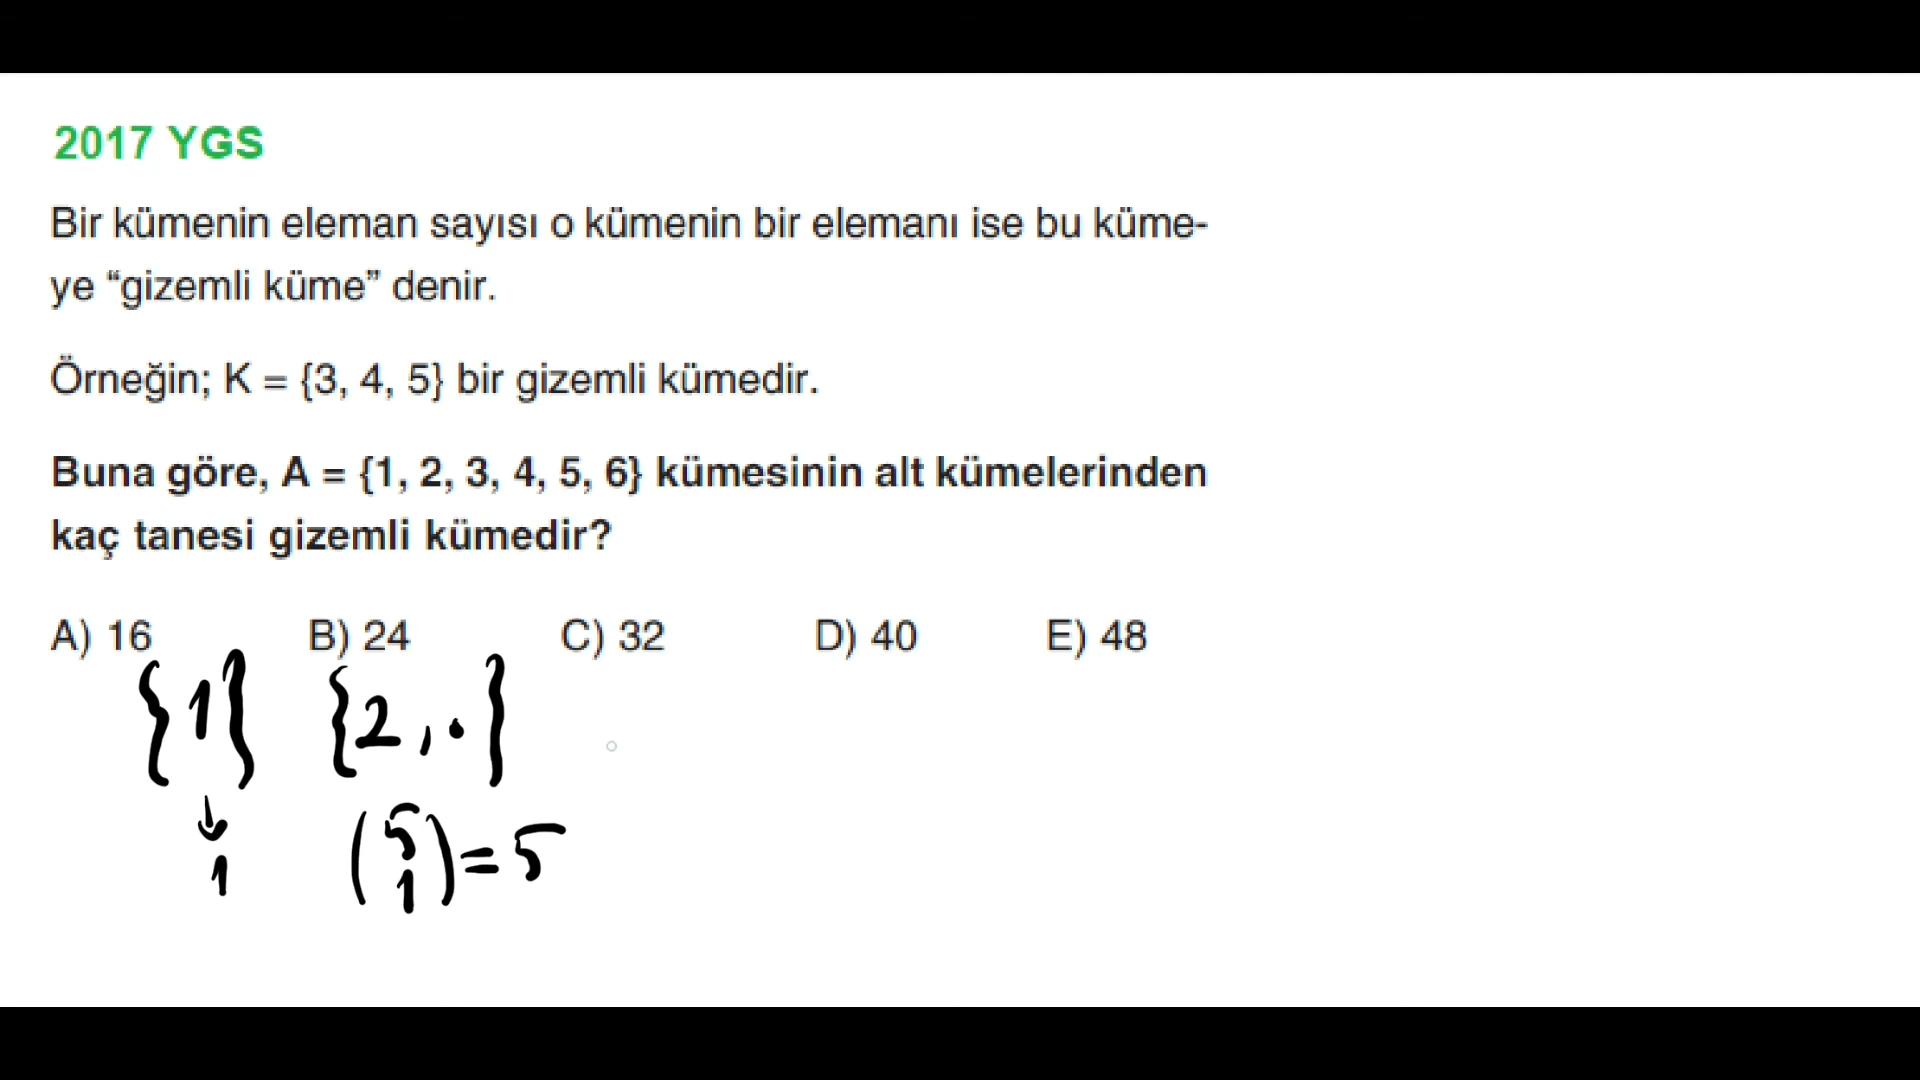 2017 YGS
Bir kümenin eleman sayısı o kümenin bir elemanı ise bu küme-
ye “gizemli küme” denir.
Örneğin; K = {3, 4, 5} bir gizemli kümedir.
Buna göre, A = {1, 2, 3, 4, 5, 6} kümesinin alt kümelerinden
kaç tanesi gizemli kümedir?
A) 16 B) 24 C) 32 D) 40 E) 48
{1} {2, .}
↓
1 (5 1) = 5